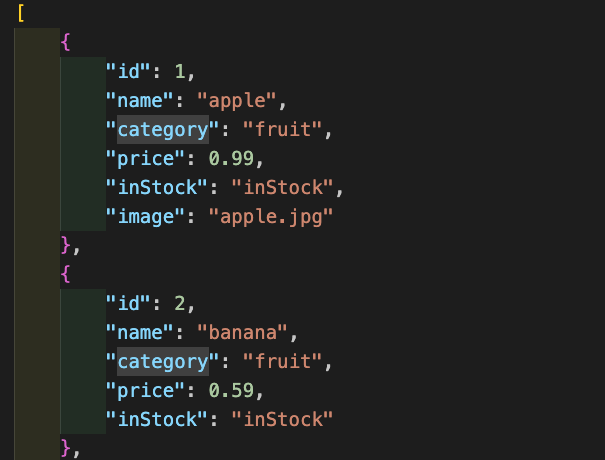 [
    {
        "id": 1,
        "name": "apple",
        "category": "fruit",
        "price": 0.99,
        "inStock": "inStock",
        "image": "apple.jpg"
    },
    {
        "id": 2,
        "name": "banana",
        "category": "fruit",
        "price": 0.59,
        "inStock": "inStock"
    },